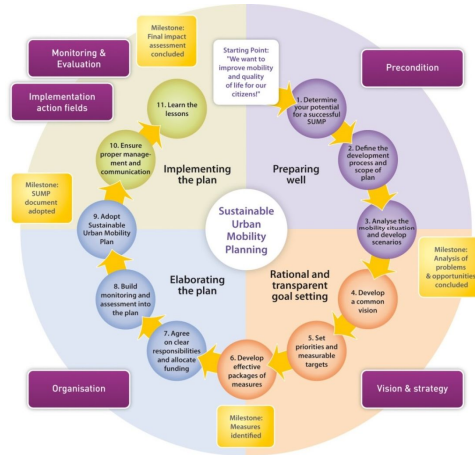 Monitoring &
Evaluation
Implementation
action fields
Milestone:
Final impact
assessment
concluded
Starting Point:
"We want to
improve mobility
and quality
of life for our
citizens!"
Precondition
1. Determine
your potential
for a successful
SUMP
2. Define the
development
process and
scope of
plan
3. Analyse the
mobility situation
and develop
scenarios
Milestone:
Analysis of
problems
& opportunities
concluded
4. Develop
a common
vision
5. Set
priorities and
measurable
targets
6. Develop
effective
packages of
measures
Milestone:
Measures
identified
7. Agree
on clear
responsibilities
and allocate
funding
8. Build
monitoring and
assessment into
the plan
9. Adopt
Sustainable
Urban Mobility
Plan
Milestone:
SUMP
document
adopted
10. Ensure
proper manage-
ment and
communication
11. Learn the
lessons
Implementing
the plan
Preparing
well
Sustainable
Urban
Mobility
Planning
Elaborating
the plan
Rational and
transparent
goal setting
Organisation
Vision & strategy